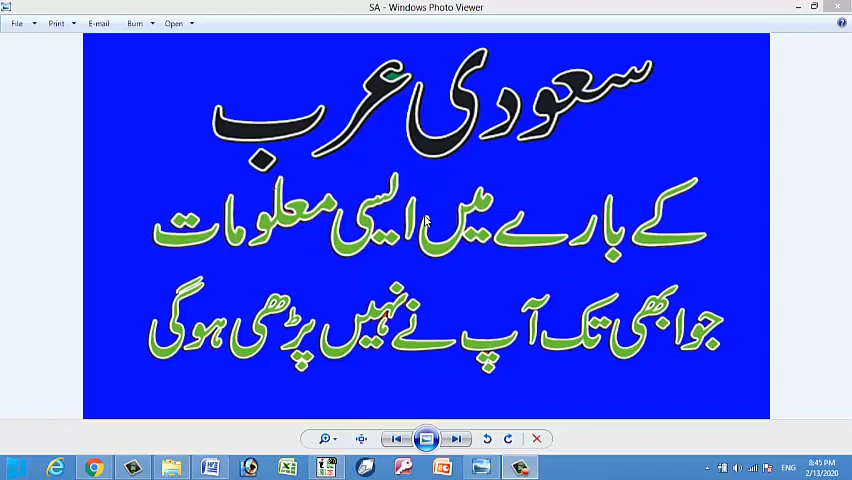 SA - Windows Photo Viewer
File Print E-mail Burn Open
سعودی عرب
کے بارے میں ایسی معلومات
جو ابھی تک آپ نے نہیں پڑھی ہوگی
ENG
8:45 PM
2/13/2020